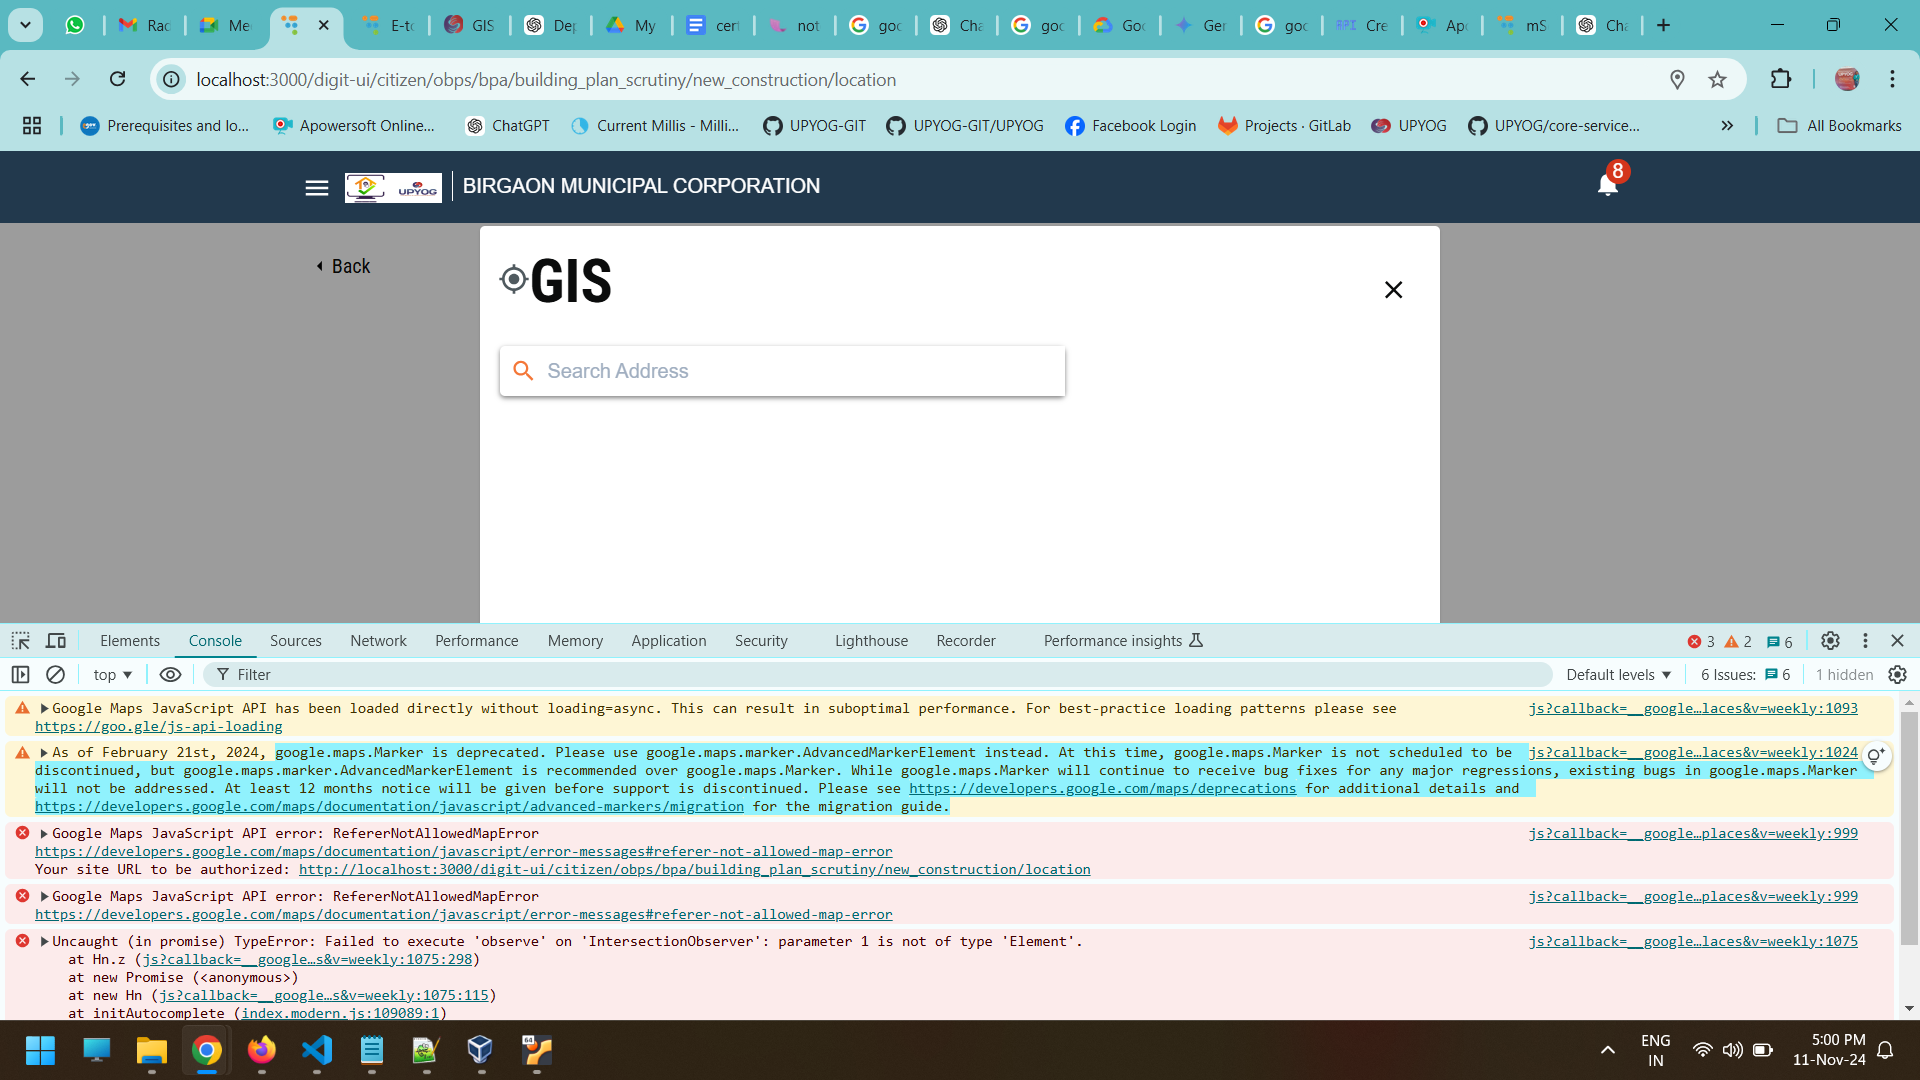 Rac
Me
E-tc
GIS
Dep
My
cert
not
goc
Cha
goc
Goc
Ger
goc
Cre
Apo
mS
Cha
localhost:3000/digit-ui/citizen/obps/bpa/building_plan_scrutiny/new_construction/location
Prerequisites and lo...
Apowersoft Online...
ChatGPT
Current Millis - Milli...
UPYOG-GIT
UPYOG-GIT/UPYOG
Facebook Login
Projects · GitLab
UPYOG
UPYOG/core-service...
All Bookmarks
UPYOG
BIRGAON MUNICIPAL CORPORATION
8
Back
GIS
Search Address
Elements Console Sources Network Performance Memory Application Security Lighthouse Recorder Performance insights
3 2 6
top
Filter
Default levels
6 Issues: 6
1 hidden
Google Maps JavaScript API has been loaded directly without loading=async. This can result in suboptimal performance. For best-practice loading patterns please see js?callback=__google…laces&v=weekly:1093
https://goo.gle/js-api-loading
As of February 21st, 2024, google.maps.Marker is deprecated. Please use google.maps.marker.AdvancedMarkerElement instead. At this time, google.maps.Marker is not scheduled to be js?callback=__google…laces&v=weekly:1024
discontinued, but google.maps.marker.AdvancedMarkerElement is recommended over google.maps.Marker. While google.maps.Marker will continue to receive bug fixes for any major regressions, existing bugs in google.maps.Marker
will not be addressed. At least 12 months notice will be given before support is discontinued. Please see https://developers.google.com/maps/deprecations for additional details and
https://developers.google.com/maps/documentation/javascript/advanced-markers/migration for the migration guide.
Google Maps JavaScript API error: RefererNotAllowedMapError js?callback=__google…places&v=weekly:999
https://developers.google.com/maps/documentation/javascript/error-messages#referer-not-allowed-map-error
Your site URL to be authorized: http://localhost:3000/digit-ui/citizen/obps/bpa/building_plan_scrutiny/new_construction/location
Google Maps JavaScript API error: RefererNotAllowedMapError js?callback=__google…places&v=weekly:999
https://developers.google.com/maps/documentation/javascript/error-messages#referer-not-allowed-map-error
Uncaught (in promise) TypeError: Failed to execute 'observe' on 'IntersectionObserver': parameter 1 is not of type 'Element'. js?callback=__google…laces&v=weekly:1075
at Hn.z (js?callback=__google…s&v=weekly:1075:298)
at new Promise (<anonymous>)
at new Hn (js?callback=__google…s&v=weekly:1075:115)
at initAutocomplete (index.modern.js:109089:1)
64
ENG
IN
5:00 PM
11-Nov-24